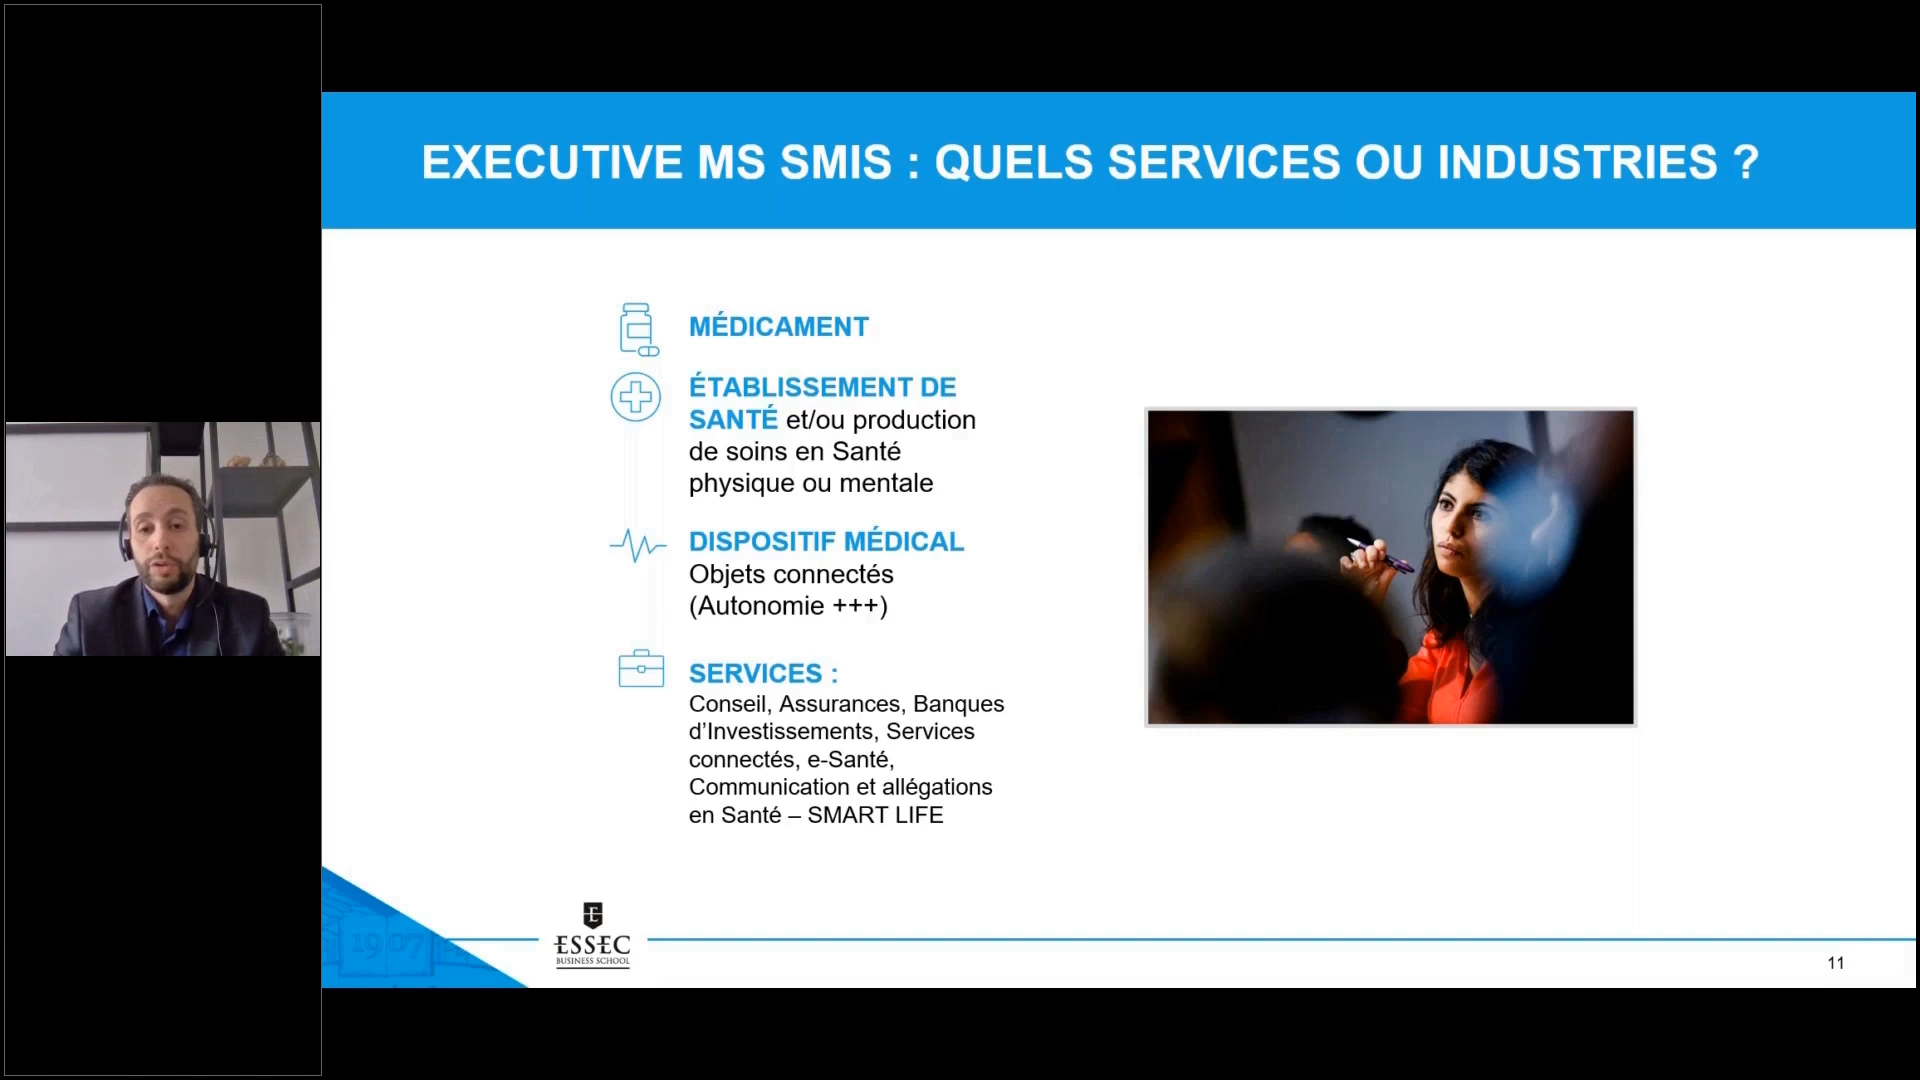 EXECUTIVE MS SMIS : QUELS SERVICES OU INDUSTRIES ?
MÉDICAMENT
ÉTABLISSEMENT DE
SANTÉ et/ou production
de soins en Santé
physique ou mentale
DISPOSITIF MÉDICAL
Objets connectés
(Autonomie +++)
SERVICES :
Conseil, Assurances, Banques
d’Investissements, Services
connectés, e-Santé,
Communication et allégations
en Santé – SMART LIFE
1907
ESSEC
BUSINESS SCHOOL
11